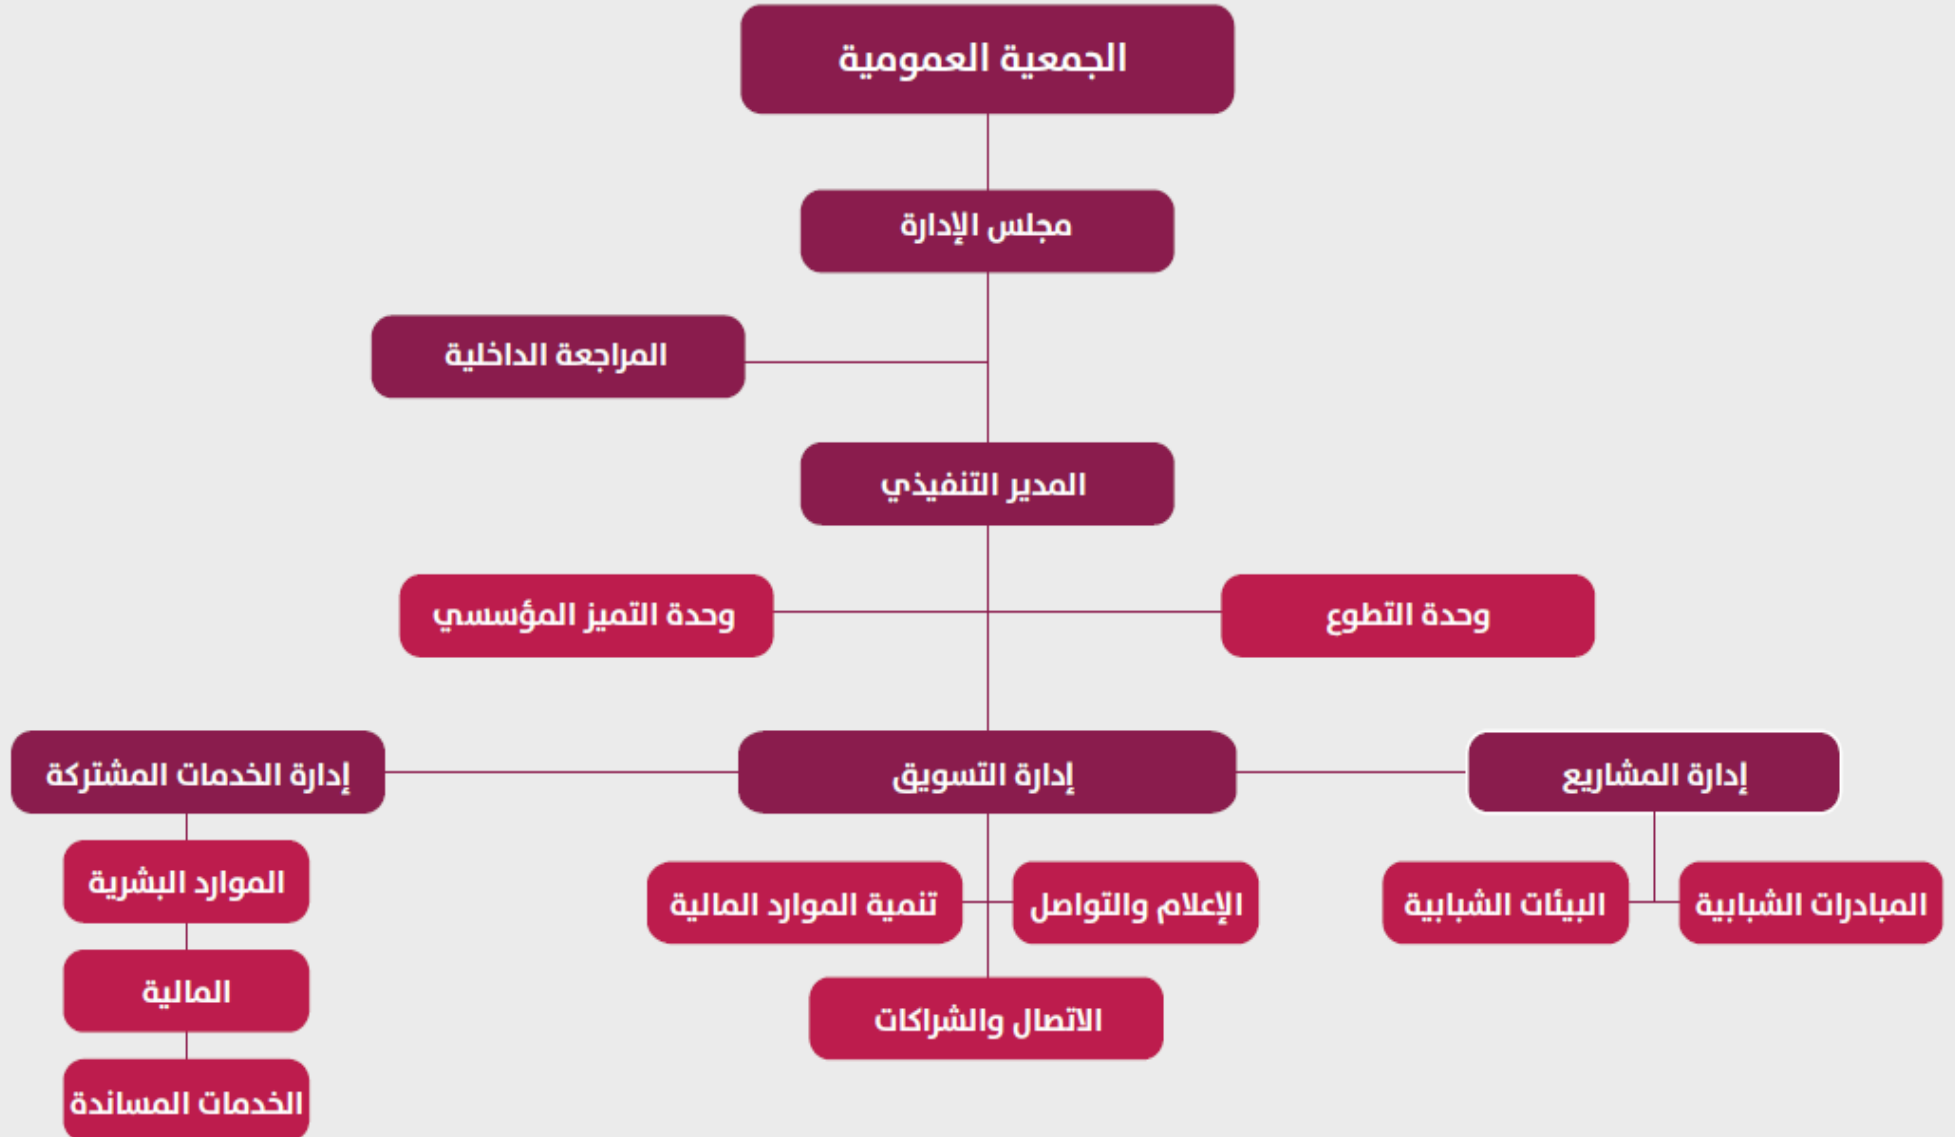 الجمعية العمومية
مجلس الإدارة
المراجعة الداخلية
المدير التنفيذي
وحدة التطوع
وحدة التميز المؤسسي
إدارة المشاريع
إدارة التسويق
إدارة الخدمات المشتركة
المبادرات الشبابية
البيئات الشبابية
الإعلام والتواصل
تنمية الموارد المالية
الاتصال والشراكات
الموارد البشرية
المالية
الخدمات المساندة